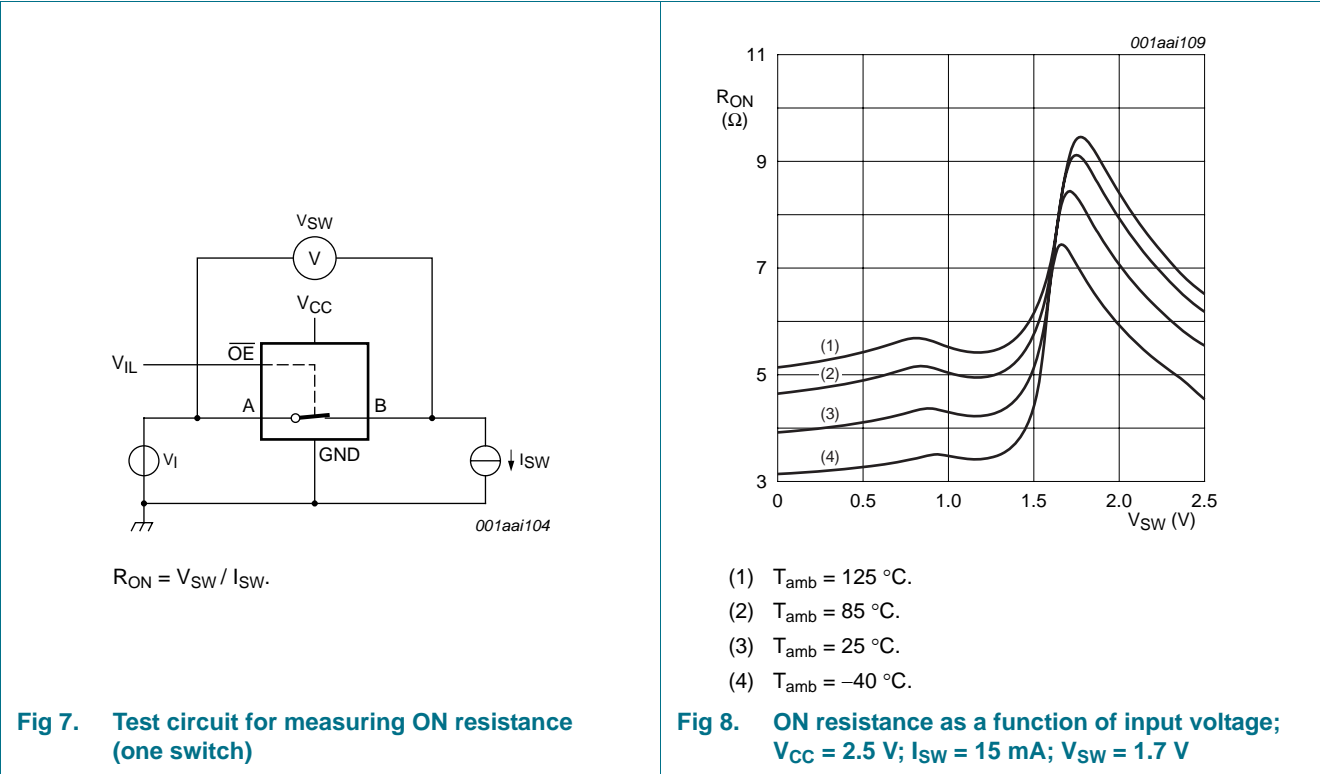 VSW
V
VCC
OE
VIL
A
B
VI
GND
ISW
001aai104
RON = VSW / ISW.
Fig 7. Test circuit for measuring ON resistance
(one switch)
001aai109
11
RON
(Ω)
9
7
5
3
(1)
(2)
(3)
(4)
0 0.5 1.0 1.5 2.0 2.5
VSW (V)
(1) Tamb = 125 °C.
(2) Tamb = 85 °C.
(3) Tamb = 25 °C.
(4) Tamb = −40 °C.
Fig 8. ON resistance as a function of input voltage;
VCC = 2.5 V; ISW = 15 mA; VSW = 1.7 V